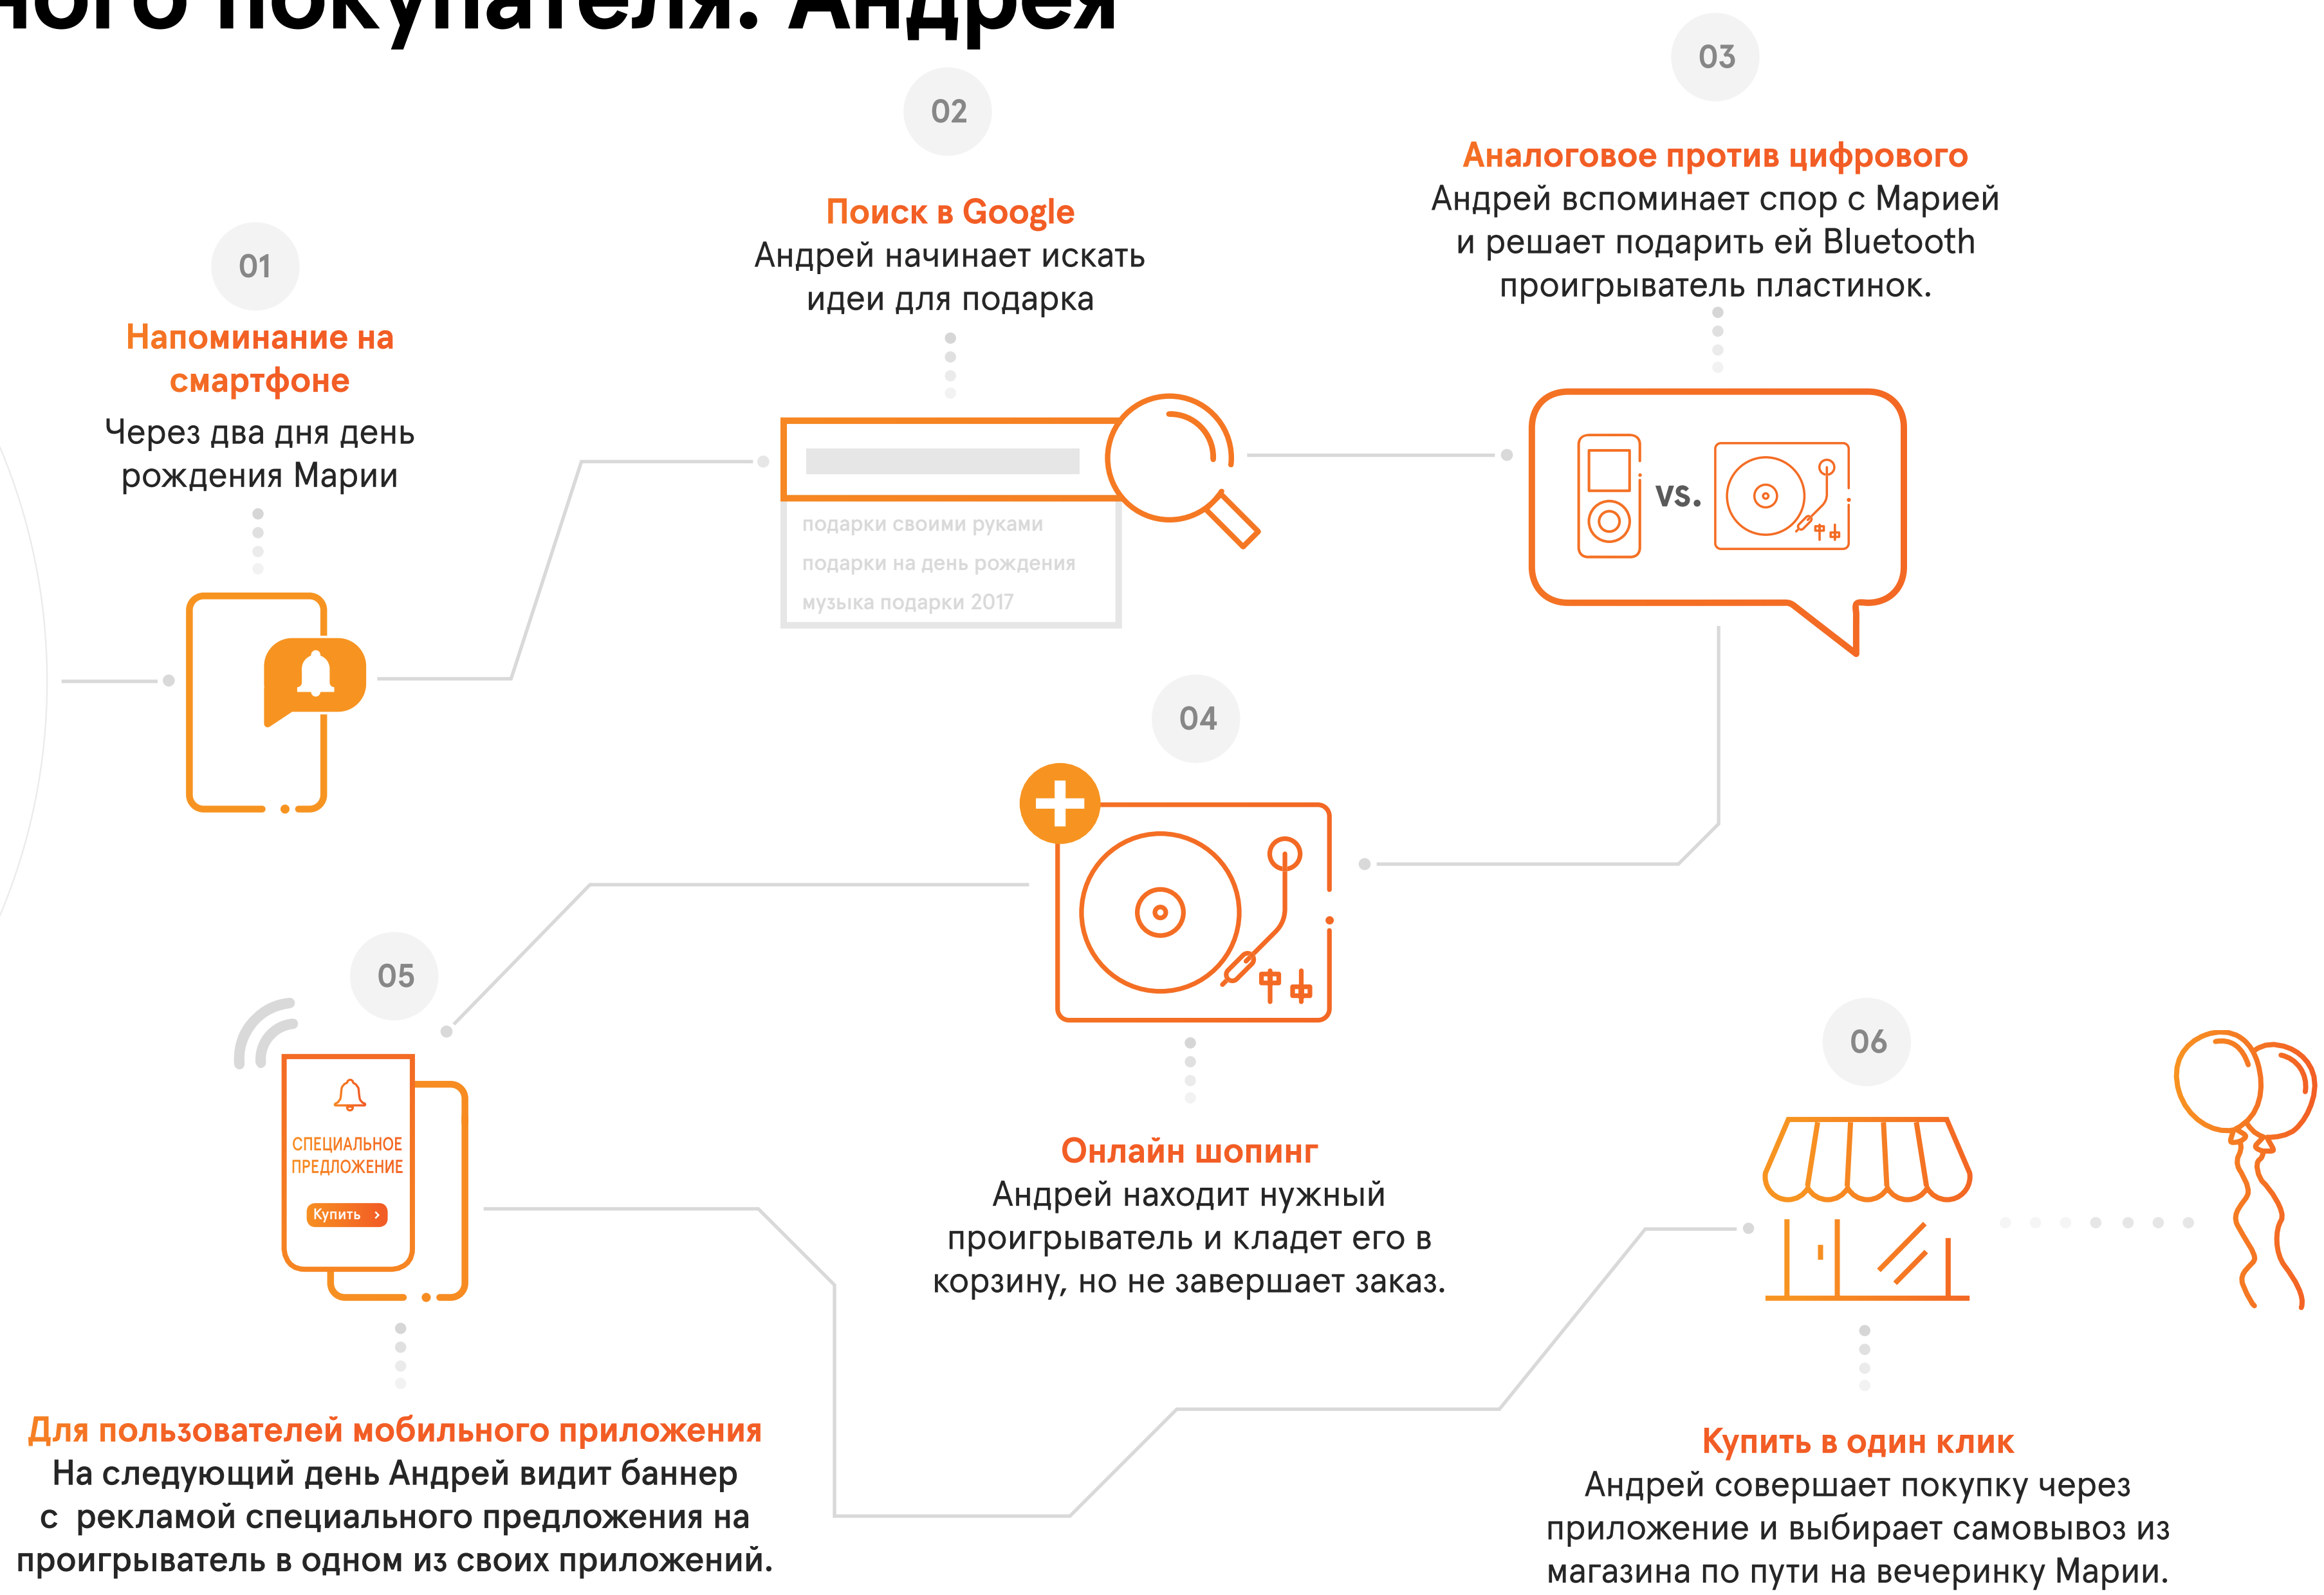 ного покупателя: Андрея
01
Напоминание на
смартфоне
Через два дня день
рождения Марии
02
Поиск в Google
Андрей начинает искать
идеи для подарка
подарки своими руками
подарки на день рождения
музыка подарки 2017
03
Аналоговое против цифрового
Андрей вспоминает спор с Марией
и решает подарить ей Bluetooth
проигрыватель пластинок.
vs.
04
Онлайн шопинг
Андрей находит нужный
проигрыватель и кладет его в
корзину, но не завершает заказ.
05
СПЕЦИАЛЬНОЕ
ПРЕДЛОЖЕНИЕ
Купить >
Для пользователей мобильного приложения
На следующий день Андрей видит баннер
с рекламой специального предложения на
проигрыватель в одном из своих приложений.
06
Купить в один клик
Андрей совершает покупку через
приложение и выбирает самовывоз из
магазина по пути на вечеринку Марии.